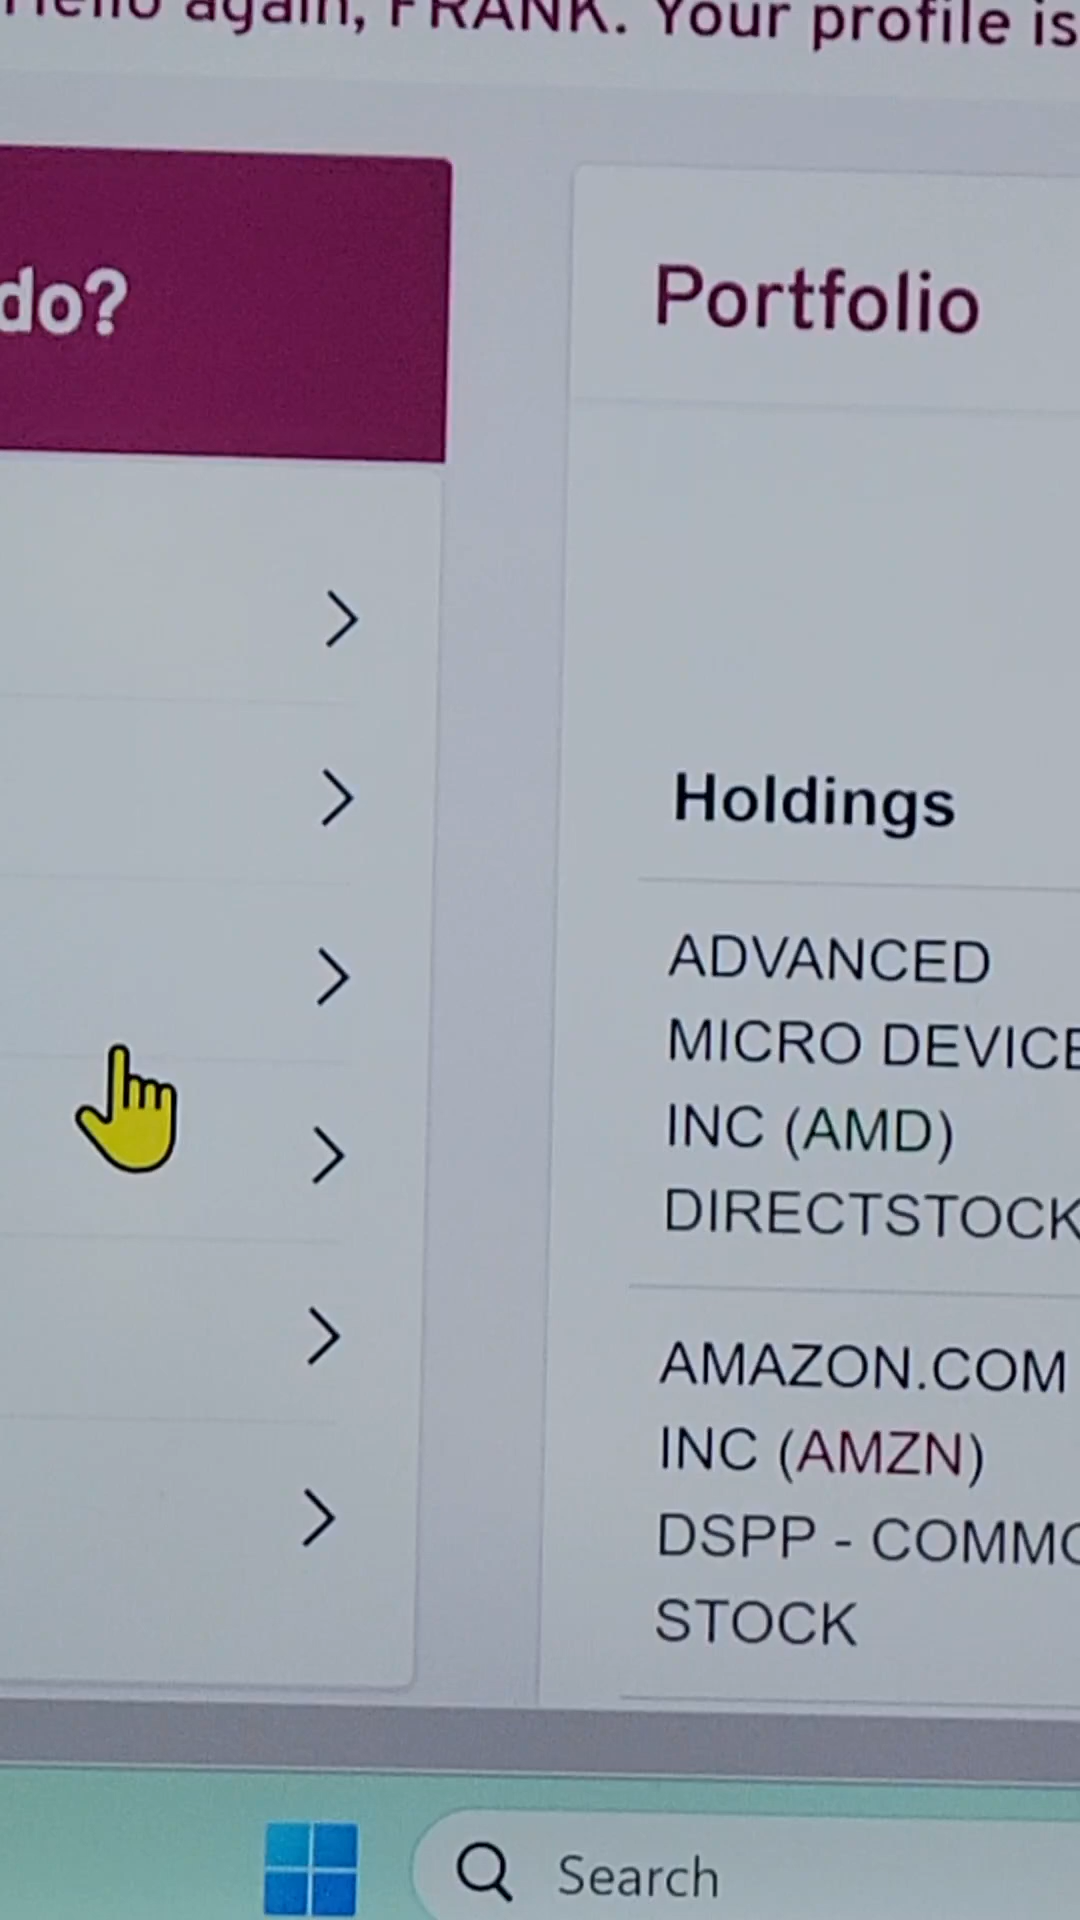 Hello again, FRANK. Your profile is
do?
Portfolio
Holdings
ADVANCED
MICRO DEVICE
INC (AMD)
DIRECTSTOCK
AMAZON.COM
INC (AMZN)
DSPP - COMMO
STOCK
Search